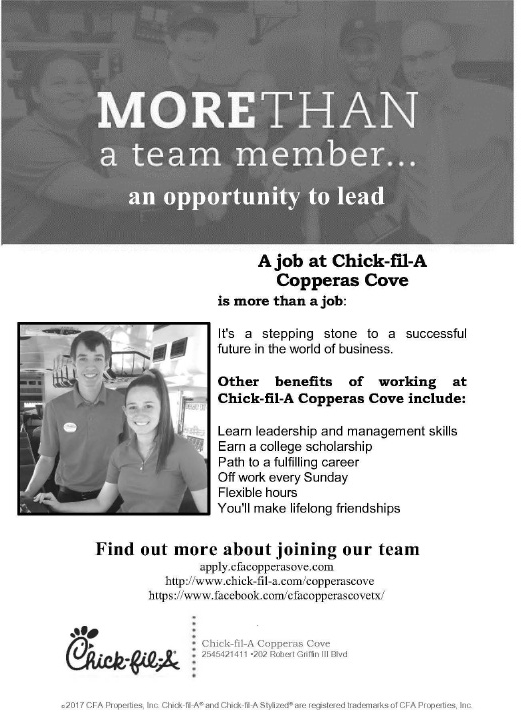 MORETHAN
a team member...
an opportunity to lead
A job at Chick-fil-A
Copperas Cove
is more than a job:
It's a stepping stone to a successful
future in the world of business.
Other benefits of working at
Chick-fil-A Copperas Cove include:
Learn leadership and management skills
Earn a college scholarship
Path to a fulfilling career
Off work every Sunday
Flexible hours
You'll make lifelong friendships
Find out more about joining our team
apply.cfacopperasove.com
http://www.chick-fil-a.com/copperascove
https://www.facebook.com/cfacopperascovetx/
Chick-fil-A®
Chick-fil-A Copperas Cove
2545421411 •202 Robert Griffin III Blvd
©2017 CFA Properties, Inc. Chick-fil-A® and Chick-fil-A Stylized® are registered trademarks of CFA Properties, Inc.